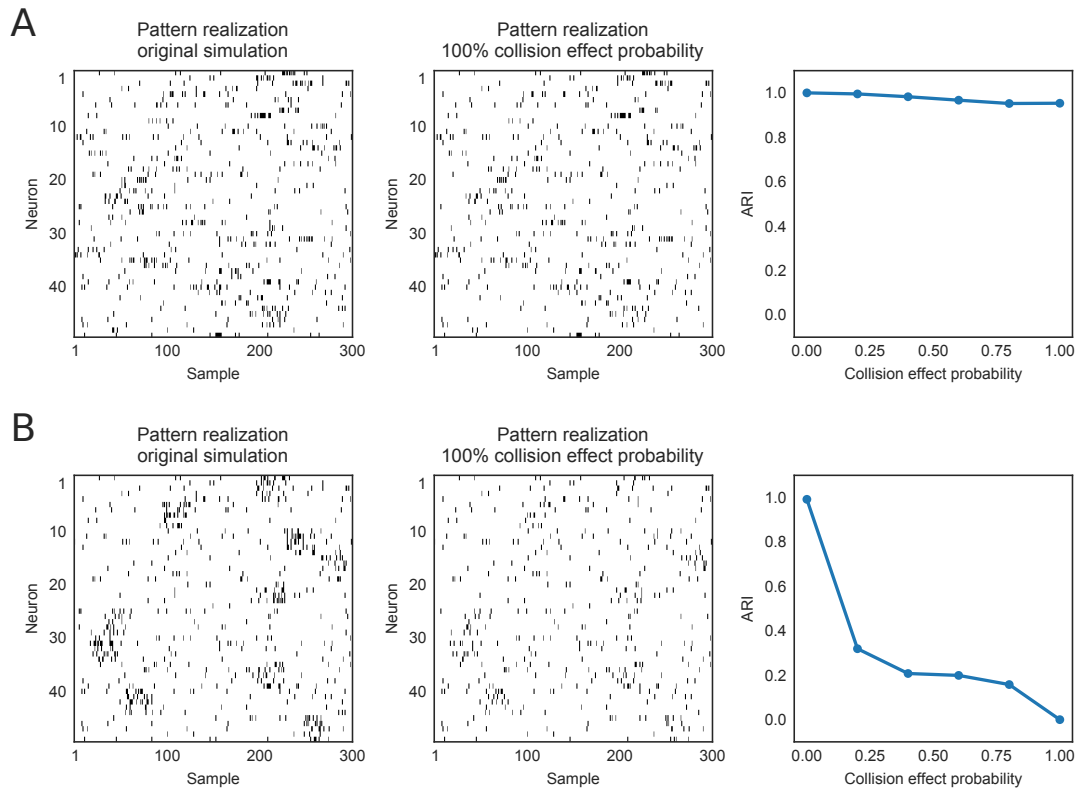 A
Pattern realization
original simulation
Pattern realization
100% collision effect probability
Neuron
1
10
20
30
40
1
100
200
300
Sample
Neuron
1
10
20
30
40
1
100
200
300
Sample
ARI
1.0
0.8
0.6
0.4
0.2
0.0
0.00
0.25
0.50
0.75
1.00
Collision effect probability
B
Pattern realization
original simulation
Pattern realization
100% collision effect probability
Neuron
1
10
20
30
40
1
100
200
300
Sample
Neuron
1
10
20
30
40
1
100
200
300
Sample
ARI
1.0
0.8
0.6
0.4
0.2
0.0
0.00
0.25
0.50
0.75
1.00
Collision effect probability